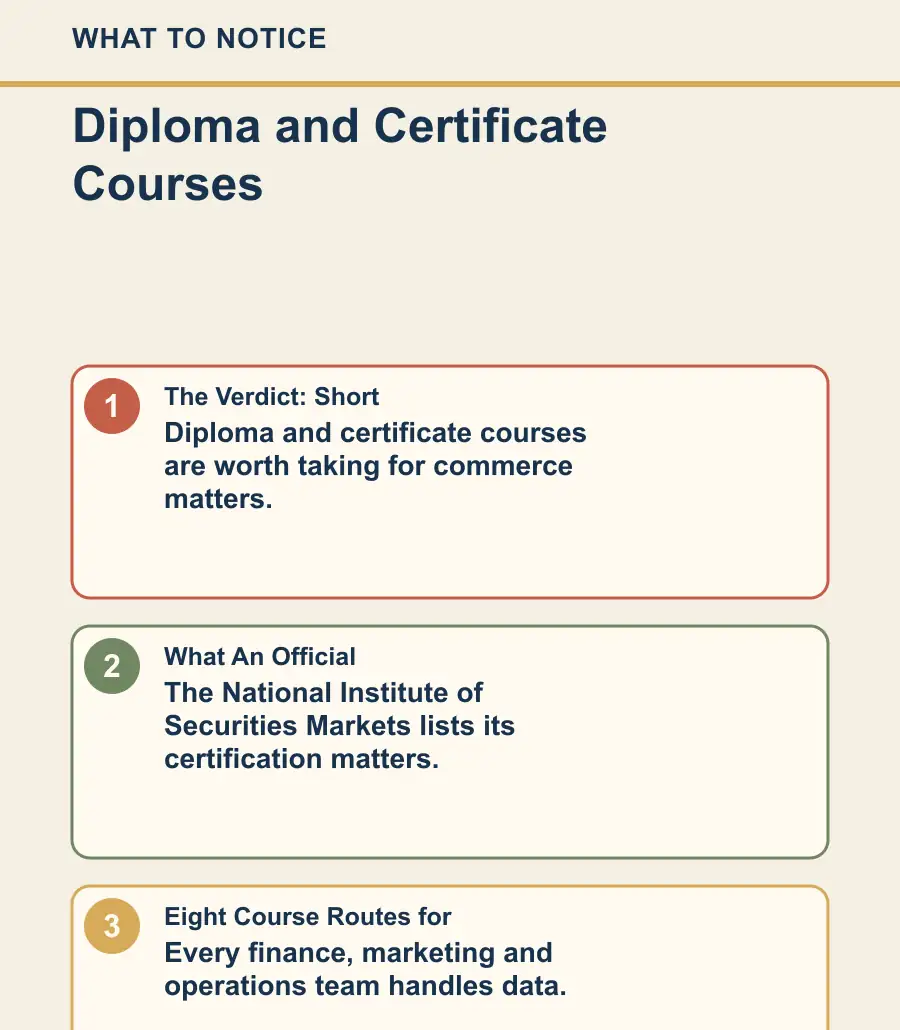 WHAT TO NOTICE
Diploma and Certificate
Courses
1
The Verdict: Short
Diploma and certificate courses
are worth taking for commerce
matters.
2
What An Official
The National Institute of
Securities Markets lists its
certification matters.
3
Eight Course Routes for
Every finance, marketing and
operations team handles data.